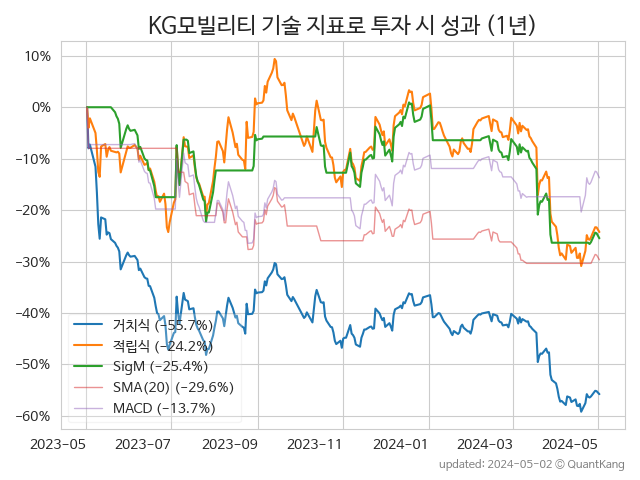 KG모빌리티 기술 지표로 투자 시 성과 (1년)
10%
0%
−10%
−20%
−30%
−40%
−50%
−60%
거치식 (−55.7%)
적립식 (−24.2%)
SigM (−25.4%)
SMA(20) (−29.6%)
MACD (−13.7%)
2023-05 2023-07 2023-09 2023-11 2024-01 2024-03 2024-05
updated: 2024-05-02 © QuantKang